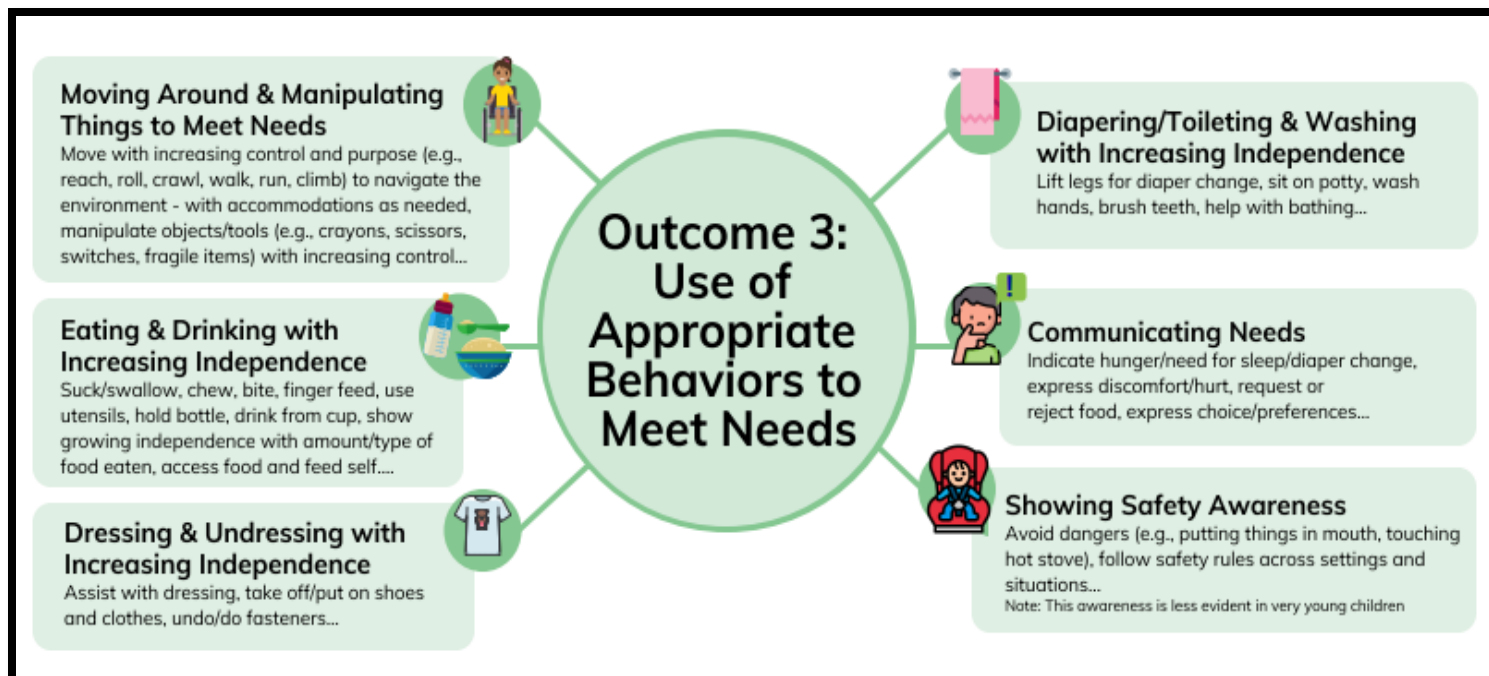 Moving Around & Manipulating
Things to Meet Needs
Move with increasing control and purpose (e.g.,
reach, roll, crawl, walk, run, climb) to navigate the
environment - with accommodations as needed,
manipulate objects/tools (e.g., crayons, scissors,
switches, fragile items) with increasing control...
Eating & Drinking with
Increasing Independence
Suck/swallow, chew, bite, finger feed, use
utensils, hold bottle, drink from cup, show
growing independence with amount/type of
food eaten, access food and feed self....
Dressing & Undressing with
Increasing Independence
Assist with dressing, take off/put on shoes
and clothes, undo/do fasteners...
Outcome 3:
Use of
Appropriate
Behaviors to
Meet Needs
Diapering/Toileting & Washing
with Increasing Independence
Lift legs for diaper change, sit on potty, wash
hands, brush teeth, help with bathing...
!
Communicating Needs
Indicate hunger/need for sleep/diaper change,
express discomfort/hurt, request or
reject food, express choice/preferences...
Showing Safety Awareness
Avoid dangers (e.g., putting things in mouth, touching
hot stove), follow safety rules across settings and
situations...
Note: This awareness is less evident in very young children